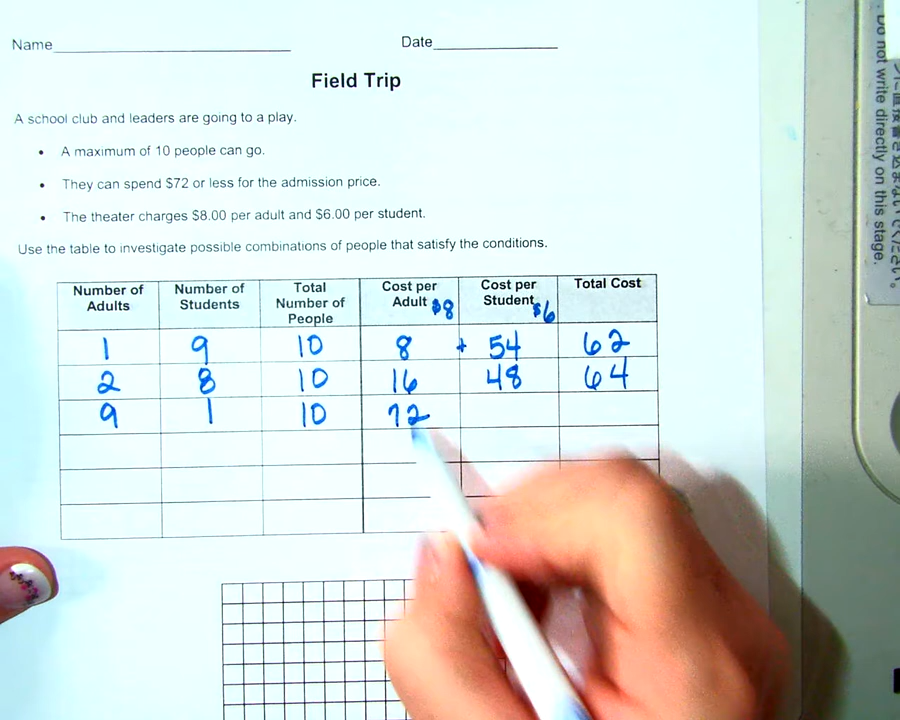 Name Date
Field Trip
A school club and leaders are going to a play.
• A maximum of 10 people can go.
• They can spend $72 or less for the admission price.
• The theater charges $8.00 per adult and $6.00 per student.
Use the table to investigate possible combinations of people that satisfy the conditions.
Number of Adults Number of Students Total Number of People Cost per Adult $8 Cost per Student $6 Total Cost
1 9 10 8 + 54 62
2 8 10 16 48 64
9 1 10 72
. Do not write directly on this stage.